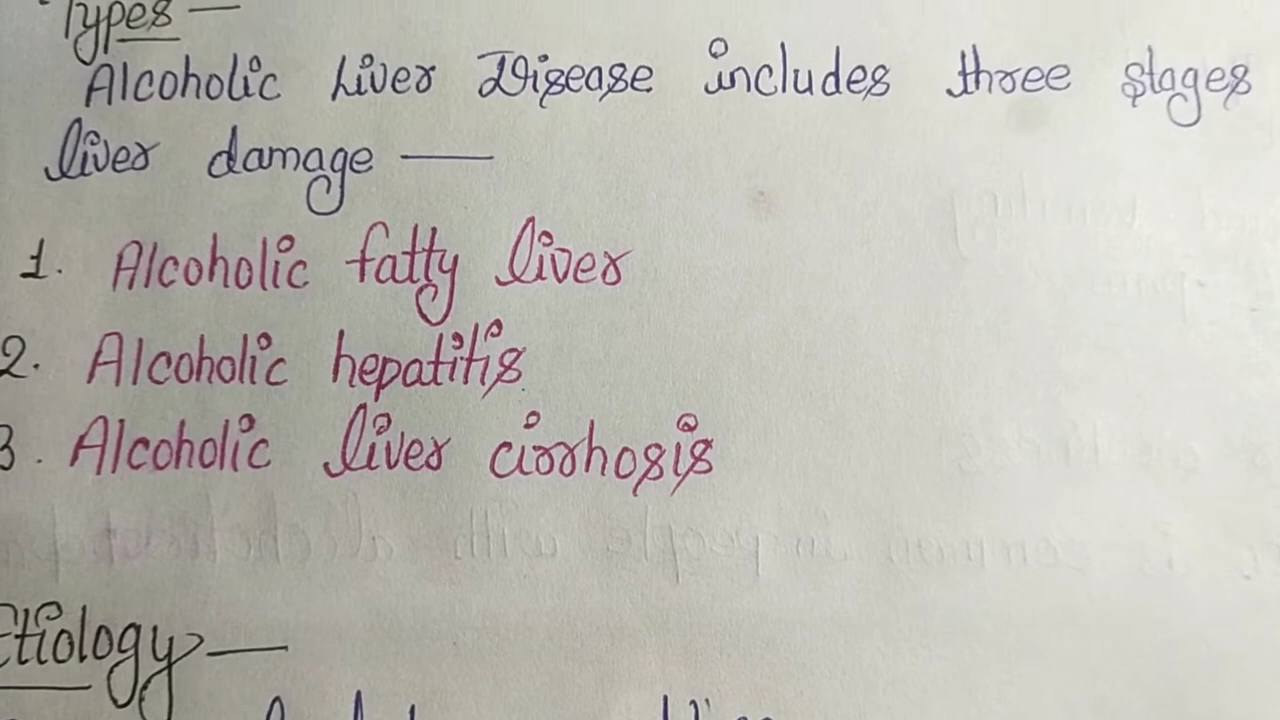 Types —
Alcoholic Liver Disease includes three stages
liver damage —
1. Alcoholic fatty liver
2. Alcoholic hepatitis
3. Alcoholic liver cirrhosis
Etiology —